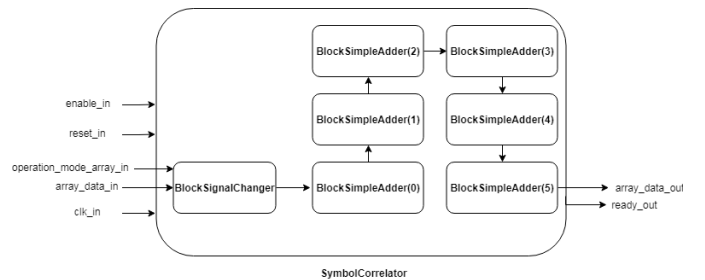 BlockSimpleAdder(2)
BlockSimpleAdder(3)
enable_in
BlockSimpleAdder(1)
BlockSimpleAdder(4)
reset_in
operation_mode_array_in
array_data_in
BlockSignalChanger
BlockSimpleAdder(0)
BlockSimpleAdder(5)
array_data_out
ready_out
clk_in
SymbolCorrelator